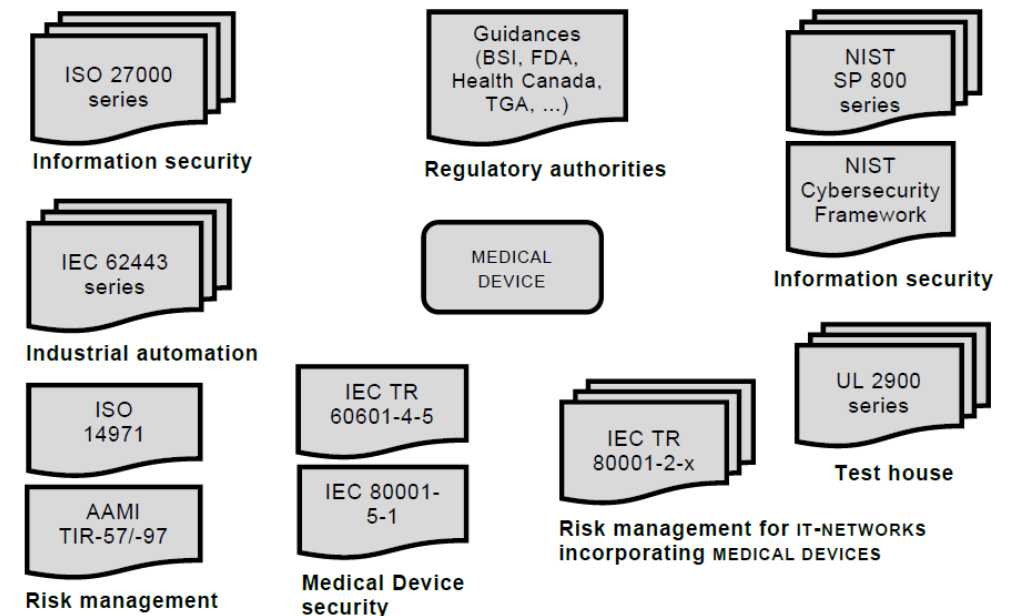 ISO 27000
series
Information security
Guidances
(BSI, FDA,
Health Canada,
TGA, ...)
Regulatory authorities
NIST
SP 800
series
NIST
Cybersecurity
Framework
Information security
IEC 62443
series
Industrial automation
MEDICAL
DEVICE
ISO
14971
AAMI
TIR-57/-97
Risk management
IEC TR
60601-4-5
IEC 80001-
5-1
Medical Device
security
IEC TR
80001-2-x
Risk management for IT-NETWORKS
incorporating MEDICAL DEVICES
UL 2900
series
Test house